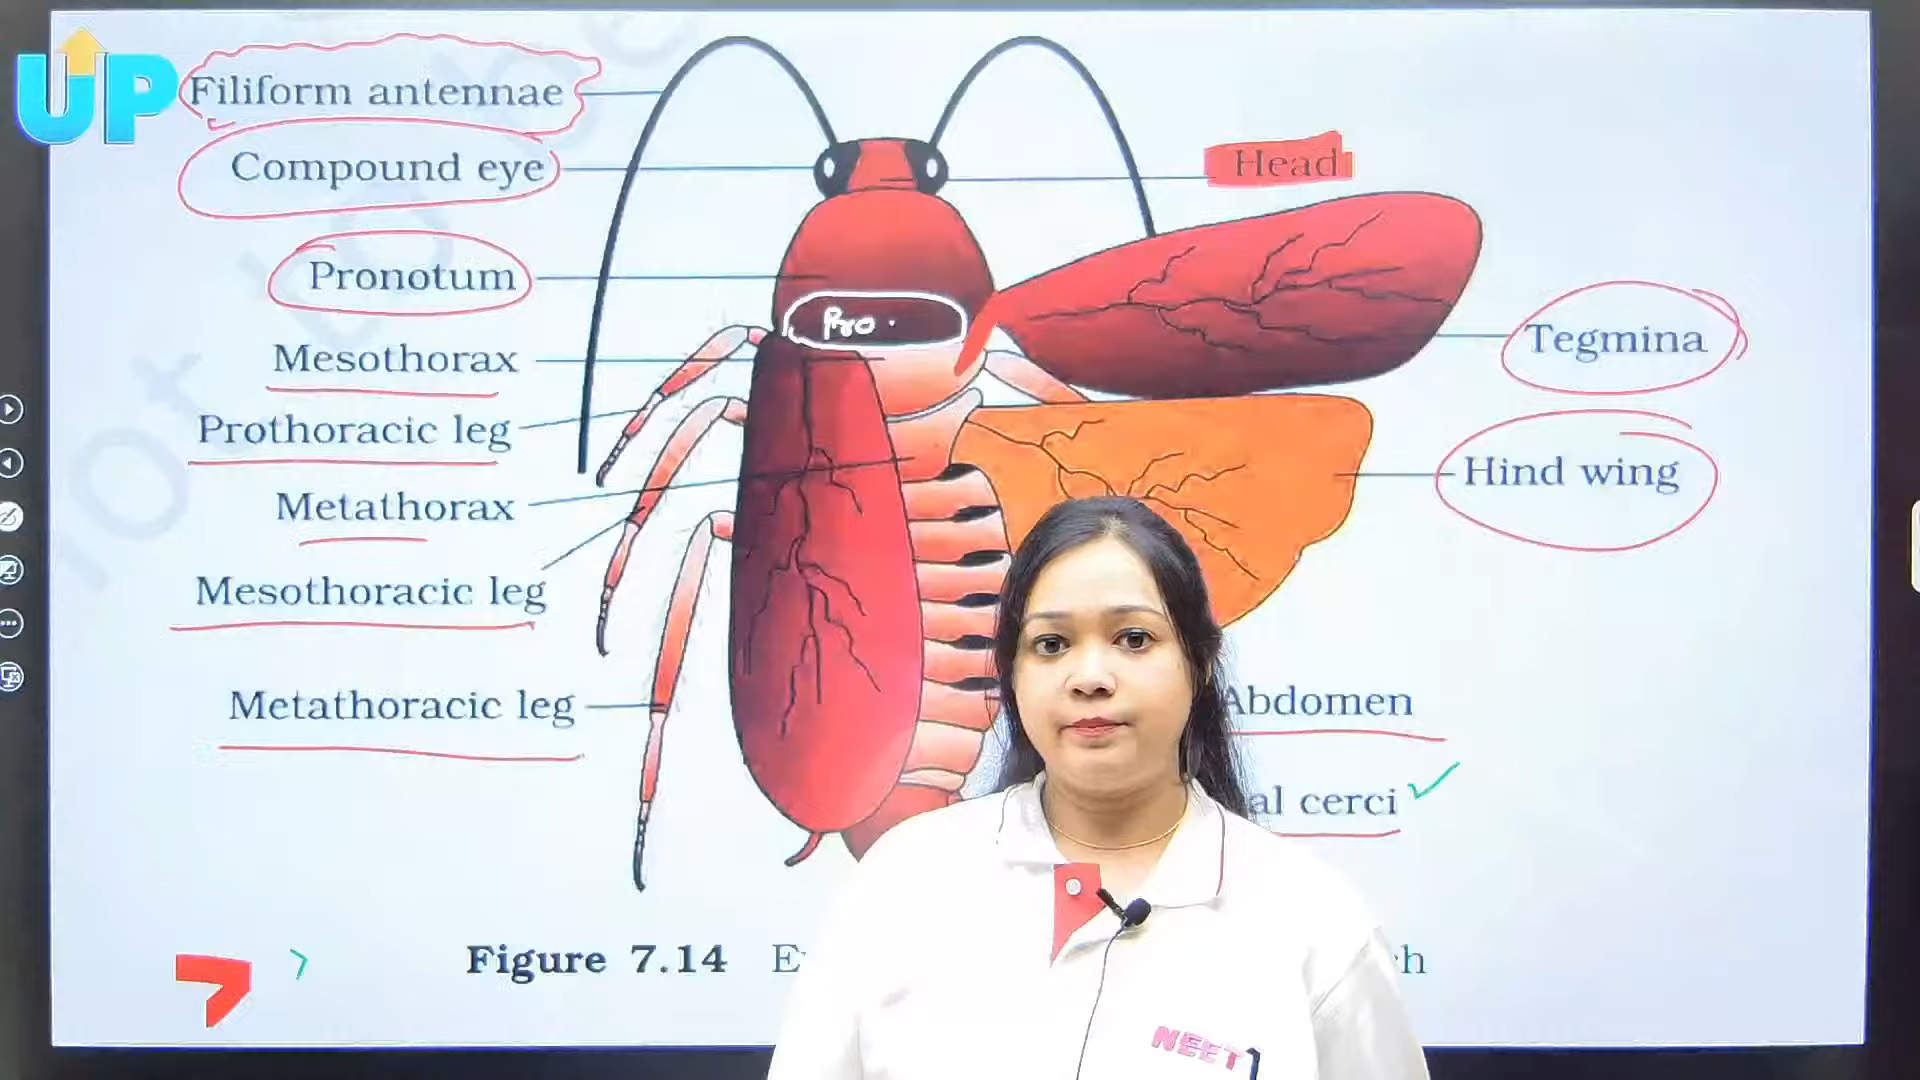 UP
Filiform antennae
Compound eye
Head
Pronotum
Pro.
Tegmina
Mesothorax
Prothoracic leg
Hind wing
Metathorax
Mesothoracic leg
Abdomen
Metathoracic leg
al cerci
Figure 7.14
NEET